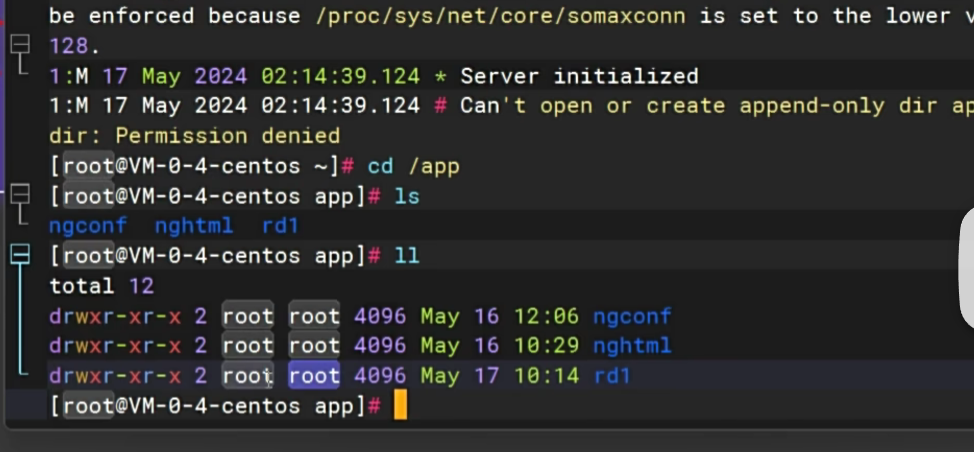 be enforced because /proc/sys/net/core/somaxconn is set to the lower
128.
1:M 17 May 2024 02:14:39.124 * Server initialized
1:M 17 May 2024 02:14:39.124 # Can't open or create append-only dir ap
dir: Permission denied
[root@VM-0-4-centos ~]# cd /app
[root@VM-0-4-centos app]# ls
ngconf nghtml rd1
[root@VM-0-4-centos app]# ll
total 12
drwxr-xr-x 2 root root 4096 May 16 12:06 ngconf
drwxr-xr-x 2 root root 4096 May 16 10:29 nghtml
drwxr-xr-x 2 root root 4096 May 17 10:14 rd1
[root@VM-0-4-centos app]#